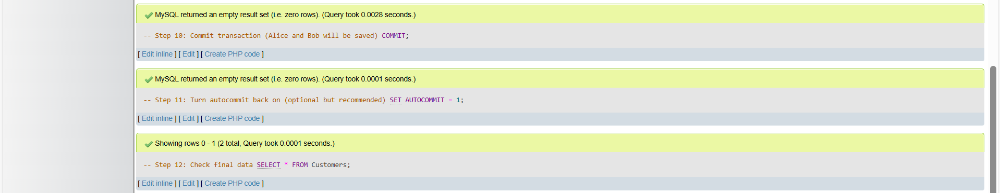 MySQL returned an empty result set (i.e. zero rows). (Query took 0.0028 seconds.)
-- Step 10: Commit transaction (Alice and Bob will be saved) COMMIT;
[ Edit inline ] [ Edit ] [ Create PHP code ]
MySQL returned an empty result set (i.e. zero rows). (Query took 0.0001 seconds.)
-- Step 11: Turn autocommit back on (optional but recommended) SET AUTOCOMMIT = 1;
[ Edit inline ] [ Edit ] [ Create PHP code ]
Showing rows 0 - 1 (2 total, Query took 0.0001 seconds.)
-- Step 12: Check final data SELECT * FROM Customers;
[ Edit inline ] [ Edit ] [ Create PHP code ]